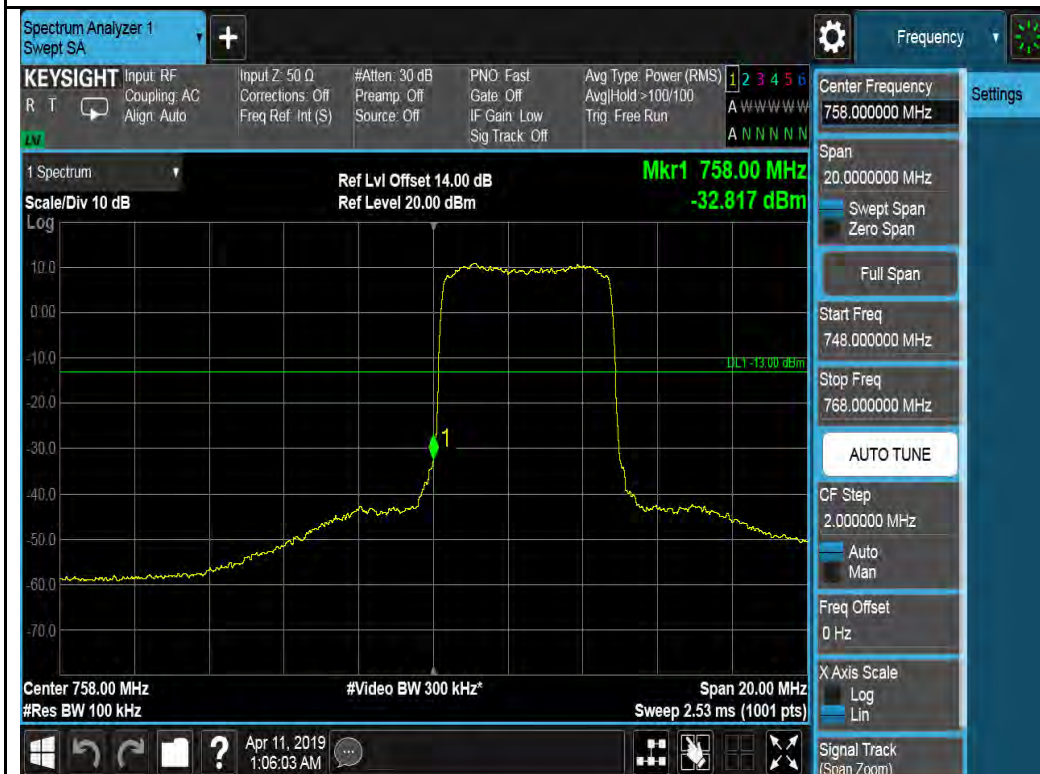 Spectrum Analyzer 1
Swept SA
Frequency
KEYSIGHT
R T
LV
Input: RF
Coupling: AC
Align: Auto
Input Z: 50 Ω
Corrections: Off
Freq Ref: Int (S)
#Atten: 30 dB
Preamp: Off
Source: Off
PNO: Fast
Gate: Off
IF Gain: Low
Sig Track: Off
Avg Type: Power (RMS)
Avg|Hold >100/100
Trig: Free Run
1 2 3 4 5 6
A W W W W W
A N N N N N
Center Frequency
758.000000 MHz
Settings
Span
20.0000000 MHz
Swept Span
Zero Span
Full Span
Start Freq
748.000000 MHz
Stop Freq
768.000000 MHz
AUTO TUNE
CF Step
2.000000 MHz
Auto
Man
Freq Offset
0 Hz
X Axis Scale
Log
Lin
Signal Track
(Span Zoom)
1 Spectrum
Scale/Div 10 dB
Ref Lvl Offset 14.00 dB
Ref Level 20.00 dBm
Mkr1 758.00 MHz
-32.817 dBm
Log
10.0
0.00
-10.0
DL1 -13.00 dBm
-20.0
-30.0
1
-40.0
-50.0
-60.0
-70.0
Center 758.00 MHz
#Video BW 300 kHz*
Span 20.00 MHz
#Res BW 100 kHz
Sweep 2.53 ms (1001 pts)
Apr 11, 2019
1:06:03 AM